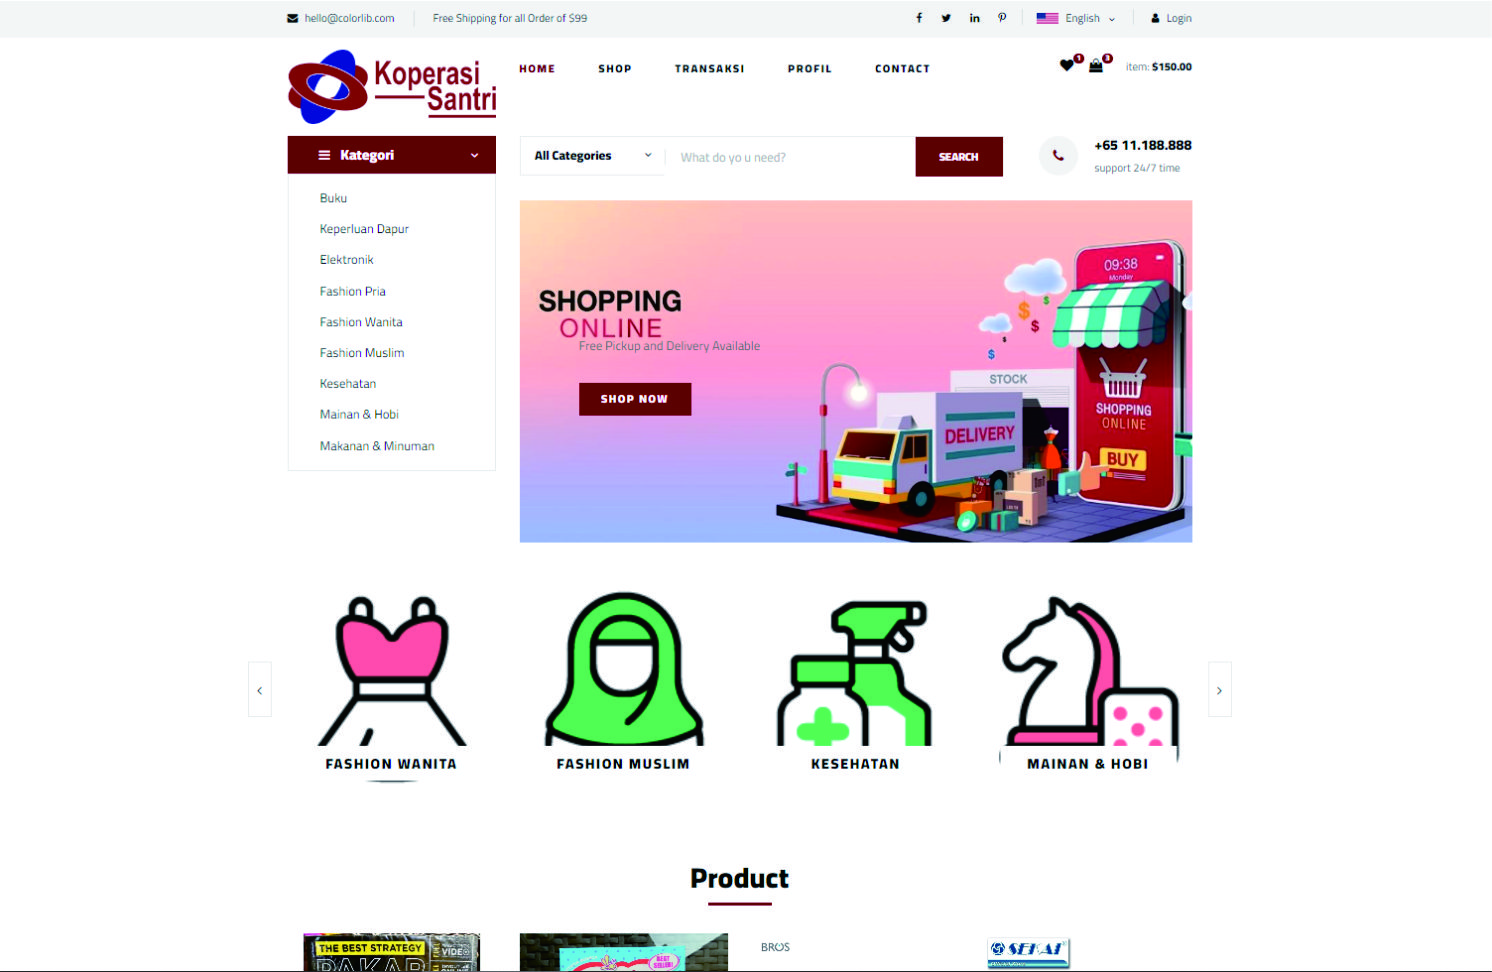 hello@colorlib.com
Free Shipping for all Order of $99
English
Login
Koperasi
Santri
HOME
SHOP
TRANSAKSI
PROFIL
CONTACT
1
3
item: $150.00
Kategori
All Categories
What do yo u need?
SEARCH
+65 11.188.888
support 24/7 time
Buku
Keperluan Dapur
Elektronik
Fashion Pria
Fashion Wanita
Fashion Muslim
Kesehatan
Mainan & Hobi
Makanan & Minuman
SHOPPING
ONLINE
Free Pickup and Delivery Available
SHOP NOW
09:38
Monday
STOCK
DELIVERY
SHOPPING
ONLINE
BUY
FASHION WANITA
FASHION MUSLIM
KESEHATAN
MAINAN & HOBI
Product
THE BEST STRATEGY
VIDEO
PAKAR
BEST
SELLER!
BROS
SEKAI